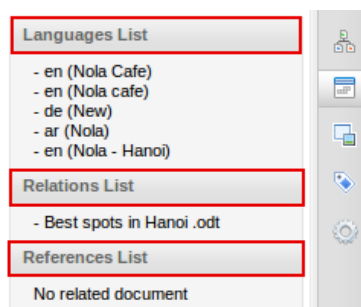 Languages List
- en (Nola Cafe)
- en (Nola cafe)
- de (New)
- ar (Nola)
- en (Nola - Hanoi)
Relations List
- Best spots in Hanoi .odt
References List
No related document